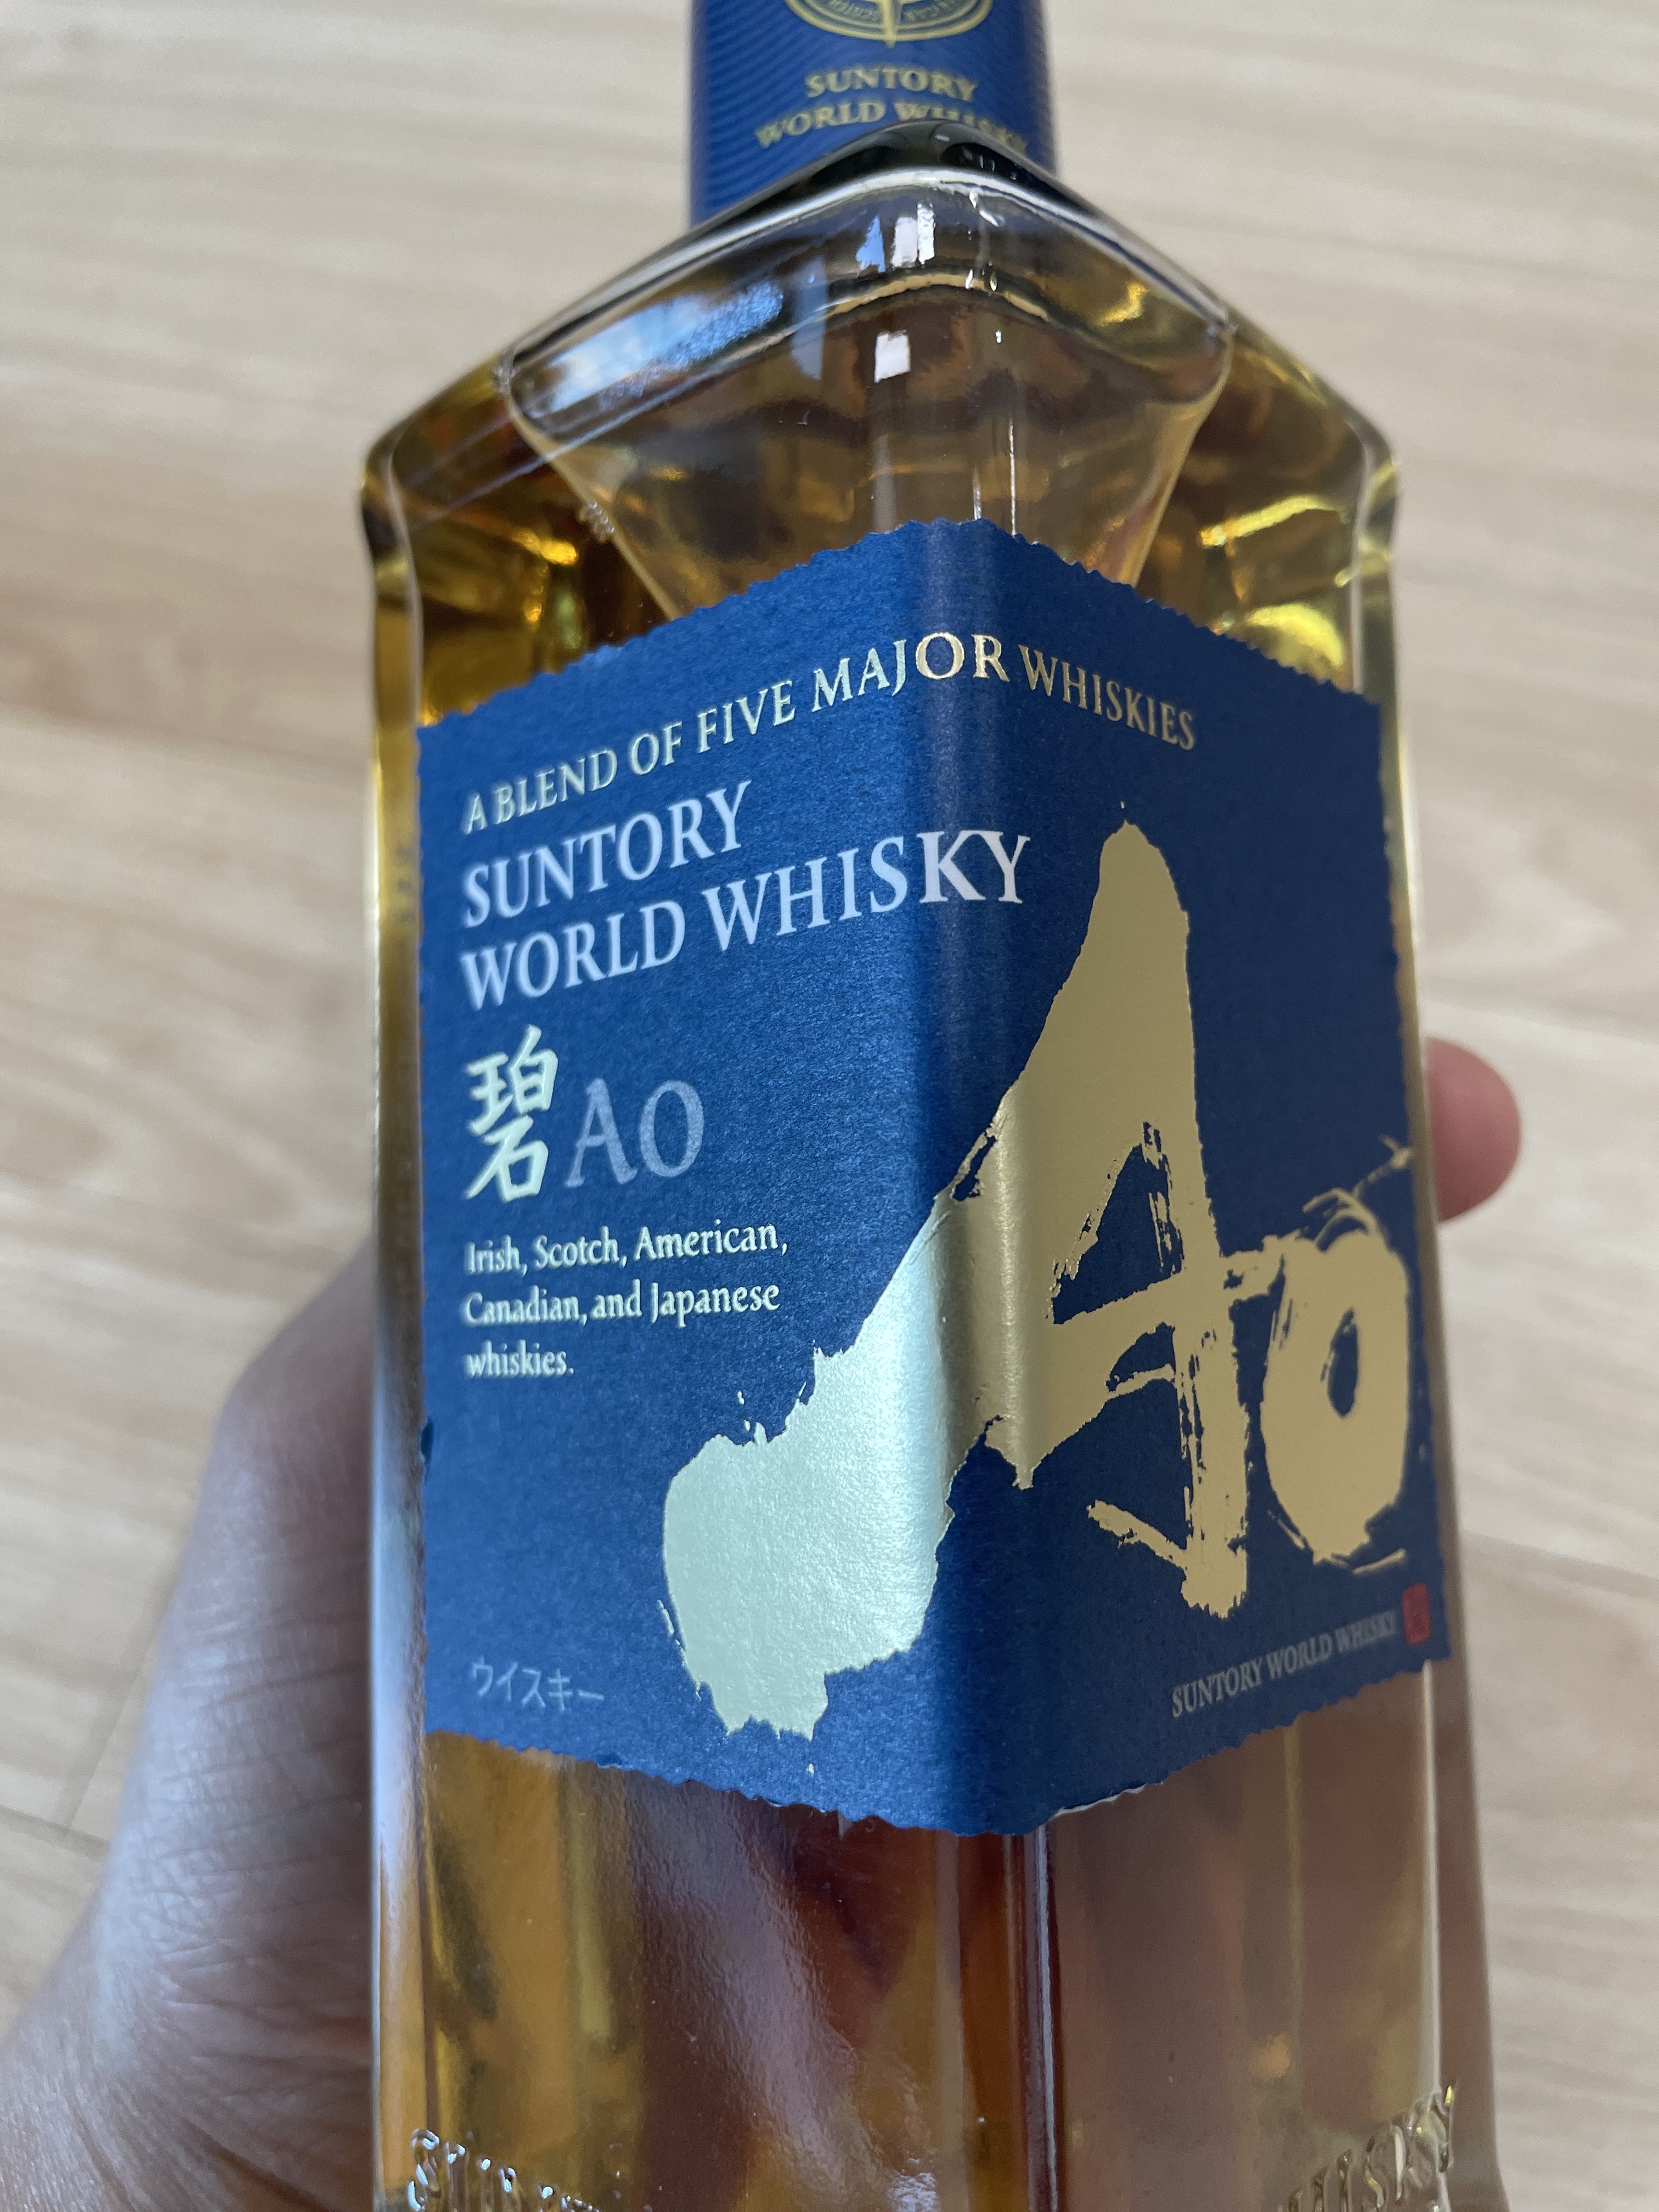 SUNTORY
WORLD WHISKY
A BLEND OF FIVE MAJOR WHISKIES
SUNTORY
WORLD WHISKY
碧 Ao
Irish, Scotch, American,
Canadian, and Japanese
whiskies.
Ao
ウイスキー
SUNTORY WORLD WHISKY
WHISKY